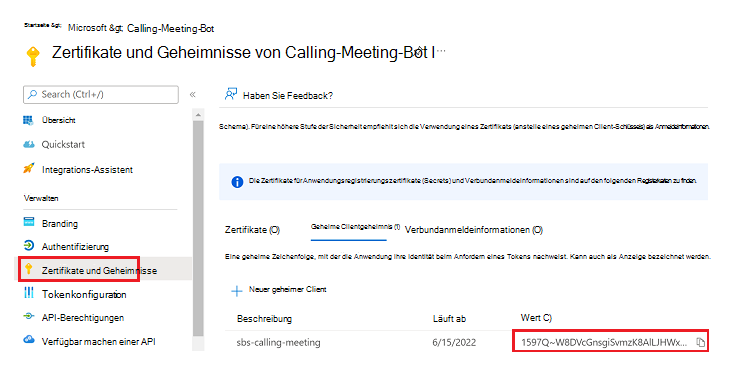 Startseite &gt; Microsoft &gt; Calling-Meeting-Bot
Zertifikate und Geheimnisse von Calling-Meeting-Bot I ...
Search (Ctrl+/)
«
Übersicht
Quickstart
Integrations-Assistent
Verwalten
Branding
Authentifizierung
Zertifikate und Geheimnisse
Tokenkonfiguration
API-Berechtigungen
Verfügbar machen einer API
Haben Sie Feedback?
Schema). Für eine höhere Stufe der Sicherheit empfiehlt sich die Verwendung eines Zertifikats (anstelle eines geheimen Client-Schlüssels) als Anmeldeinformationen.
Die Zertifikate für Anwendungsregistrierungszertifikate (Secrets) und Verbundanmeldeinformationen sind auf den folgenden Registerkarten zu finden.
Zertifikate (O) Geheime Clientgeheimnis (1) Verbundanmeldeinformationen (O)
Eine geheime Zeichenfolge, mit der die Anwendung ihre Identität beim Anfordern eines Tokens nachweist. Kann auch als Anzeige bezeichnet werden.
Neuer geheimer Client
Beschreibung Läuft ab Wert C)
sbs-calling-meeting 6/15/2022 1597Q~W8DVcGnsgiSvmzK8AlLJHWx...